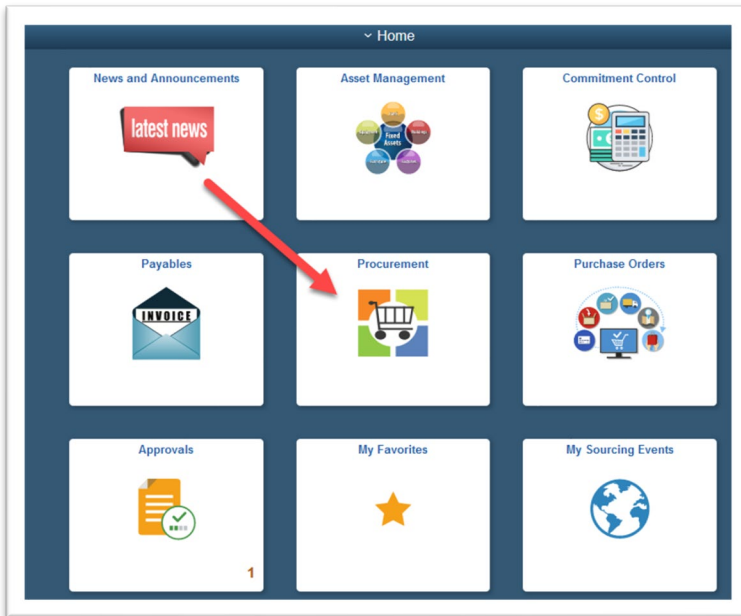 Home
News and Announcements
Asset Management
Commitment Control
latest news
Fixed
Assets
Payables
Procurement
Purchase Orders
INVOICE
Approvals
My Favorites
My Sourcing Events
1